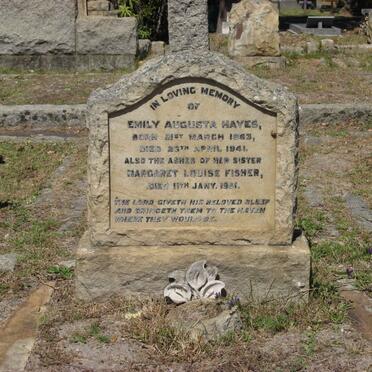 IN LOVING MEMORY
OF
EMILY AUGUSTA HAYES,
BORN 31ST MARCH 1863,
DIED 25TH APRIL 1941.
ALSO THE ASHES OF HER SISTER
MARGARET LOUISE FISHER,
DIED 11TH JANY. 1951.
THE LORD GIVETH HIS BELOVED SLEEP
AND BRINGETH THEM TO THE HAVEN
WHERE THEY WOULD BE.